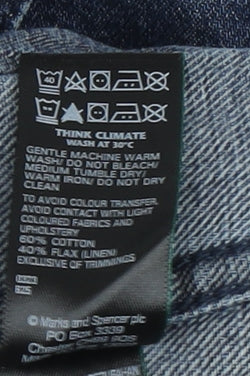 40
THINK CLIMATE
WASH AT 30°C
GENTLE MACHINE WARM
WASH/ DO NOT BLEACH/
MEDIUM TUMBLE DRY/
WARM IRON/ DO NOT DRY
CLEAN
TO AVOID COLOUR TRANSFER,
AVOID CONTACT WITH LIGHT
COLOURED FABRICS AND
UPHOLSTERY
60% COTTON
40% FLAX (LINEN)
EXCLUSIVE OF TRIMMINGS
© Marks and Spencer plc
PO Box 3339